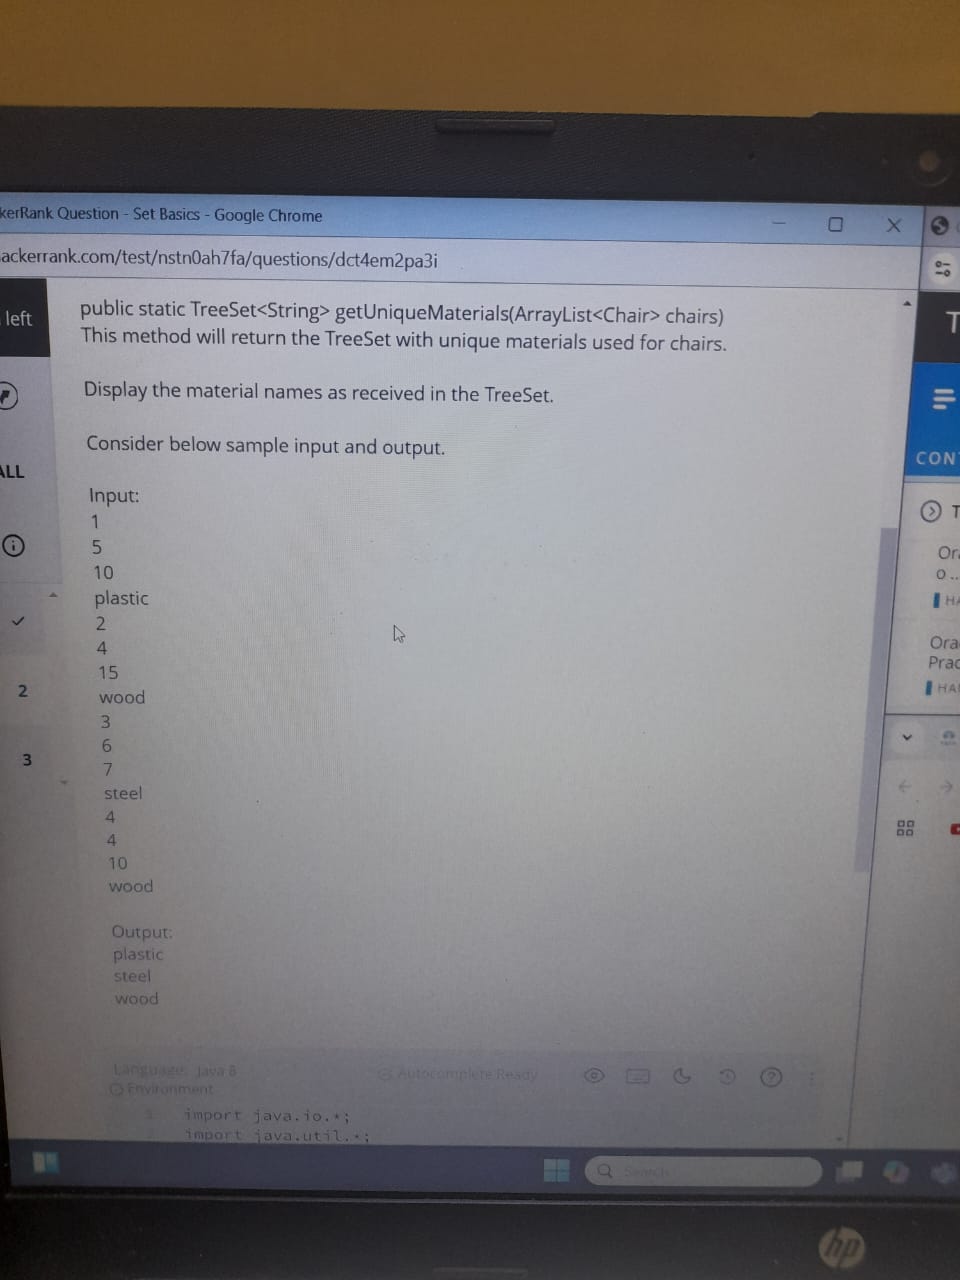 kerRank Question - Set Basics - Google Chrome
ackerrank.com/test/nstn0ah7fa/questions/dct4em2pa3i
left
public static TreeSet<String> getUniqueMaterials(ArrayList<Chair> chairs)
This method will return the TreeSet with unique materials used for chairs.
Display the material names as received in the TreeSet.
Consider below sample input and output.
ALL
Input:
1
5
10
plastic
2
4
15
wood
3
6
7
steel
4
4
10
wood
Output:
plastic
steel
wood
2
3
Language: Java 8
Autocomplete Ready
Environment
import java.io.*;
import java.util.*;
T
CONT
T
Ora
o ...
HA
Ora
Prac
HA
Search
hp